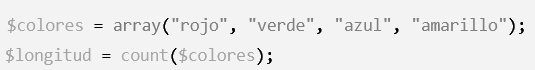 $colores = array("rojo", "verde", "azul", "amarillo");
$longitud = count($colores);